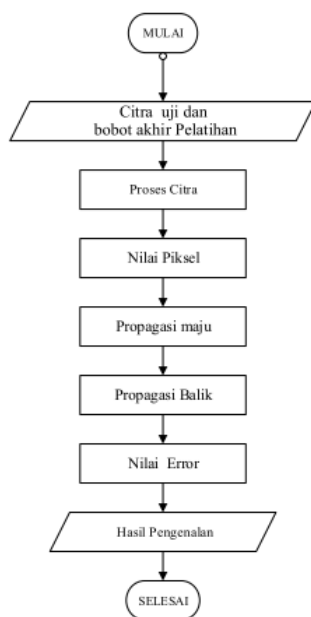 MULAI
Citra uji dan
bobot akhir Pelatihan
Proses Citra
Nilai Piksel
Propagasi maju
Propagasi Balik
Nilai Error
Hasil Pengenalan
SELESAI